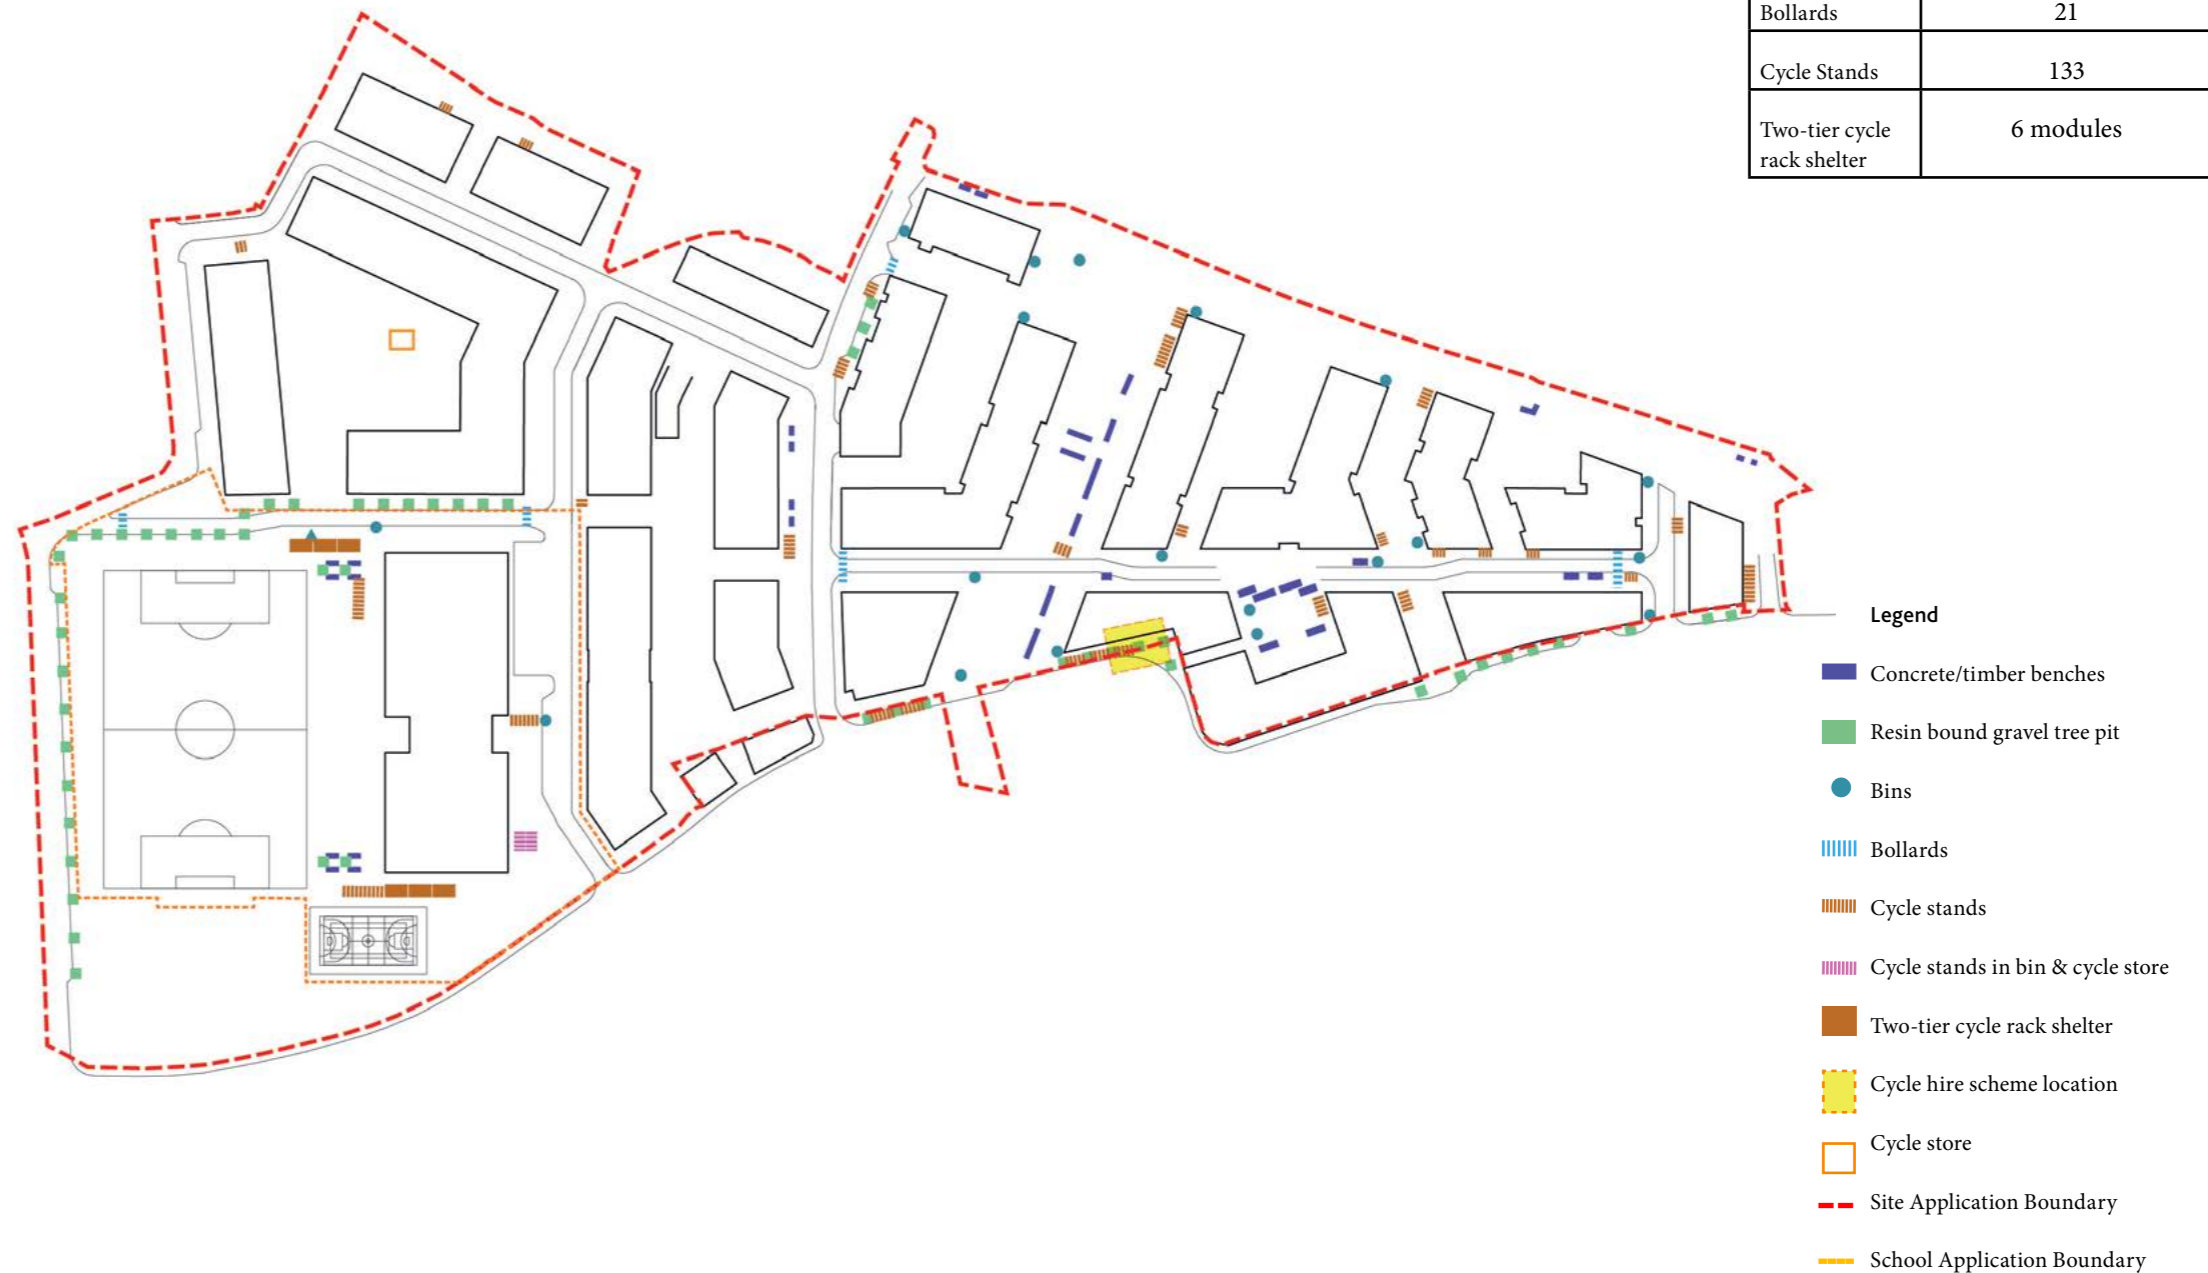 Bollards 21
Cycle Stands 133
Two-tier cycle 6 modules
rack shelter
Legend
Concrete/timber benches
Resin bound gravel tree pit
Bins
Bollards
Cycle stands
Cycle stands in bin & cycle store
Two-tier cycle rack shelter
Cycle hire scheme location
Cycle store
Site Application Boundary
School Application Boundary